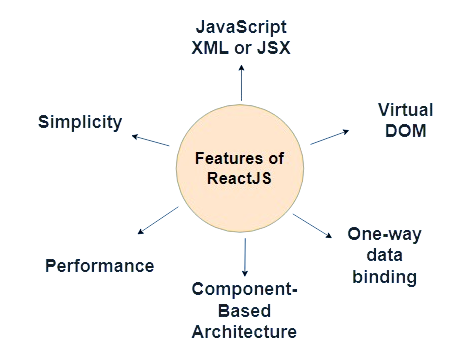 JavaScript
XML or JSX
Simplicity
Virtual
DOM
Features of
ReactJS
One-way
data
binding
Performance
Component-
Based
Architecture